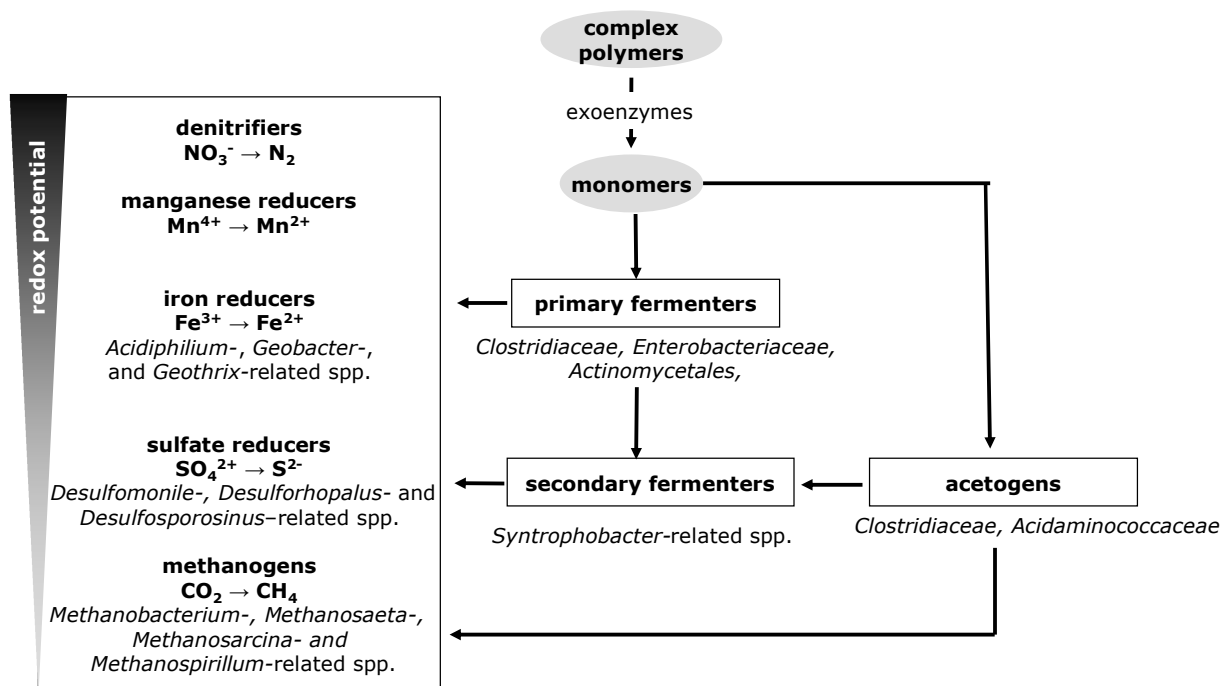 complex
polymers
exoenzymes
monomers
primary fermenters
Clostridiaceae, Enterobacteriaceae,
Actinomycetales,
secondary fermenters
Syntrophobacter-related spp.
acetogens
Clostridiaceae, Acidaminococcaceae
redox potential
denitrifiers
NO₃⁻ → N₂
manganese reducers
Mn⁴⁺ → Mn²⁺
iron reducers
Fe³⁺ → Fe²⁺
Acidiphilium-, Geobacter-,
and Geothrix-related spp.
sulfate reducers
SO₄²⁺ → S²⁻
Desulfomonile-, Desulforhopalus- and
Desulfosporosinus–related spp.
methanogens
CO₂ → CH₄
Methanobacterium-, Methanosaeta-,
Methanosarcina- and
Methanospirillum-related spp.